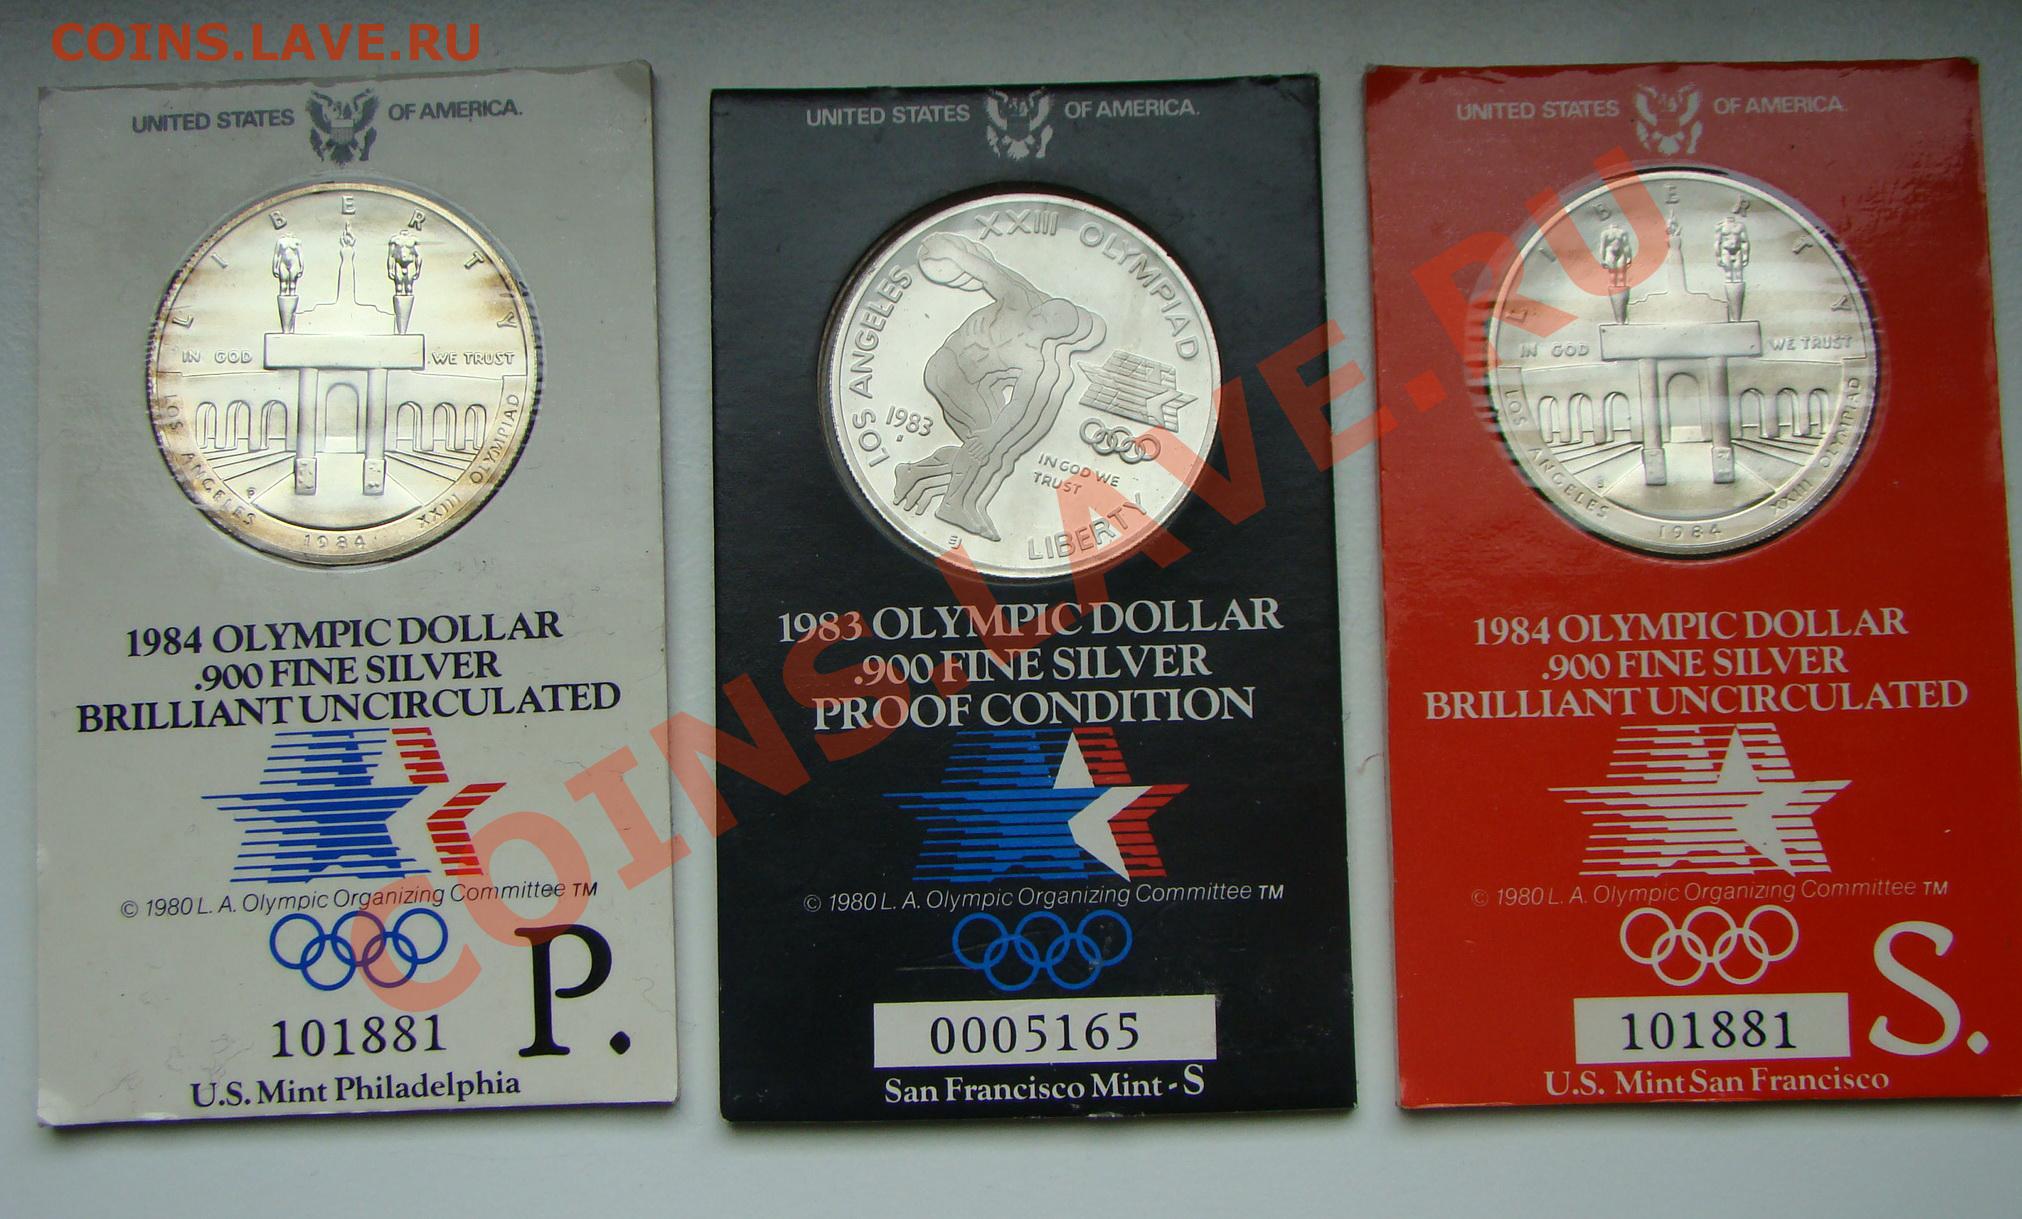 COINS.LAVE.RU
UNITED STATES OF AMERICA.
LIBERTY
IN GOD WE TRUST
LOS ANGELES XXIII OLYMPIAD
P
1984
1984 OLYMPIC DOLLAR
.900 FINE SILVER
BRILLIANT UNCIRCULATED
© 1980 L. A. Olympic Organizing Committee TM
P.
101881
U.S. Mint Philadelphia
UNITED STATES OF AMERICA.
LOS ANGELES XXIII OLYMPIAD
1983
IN GOD WE
TRUST
LIBERTY
1983 OLYMPIC DOLLAR
.900 FINE SILVER
PROOF CONDITION
© 1980 L. A. Olympic Organizing Committee TM
0005165
San Francisco Mint - S
UNITED STATES OF AMERICA.
LIBERTY
IN GOD WE TRUST
LOS ANGELES XXIII OLYMPIAD
S
1984
1984 OLYMPIC DOLLAR
.900 FINE SILVER
BRILLIANT UNCIRCULATED
© 1980 L. A. Olympic Organizing Committee TM
S.
101881
U.S. Mint San Francisco
COINS.LAVE.RU